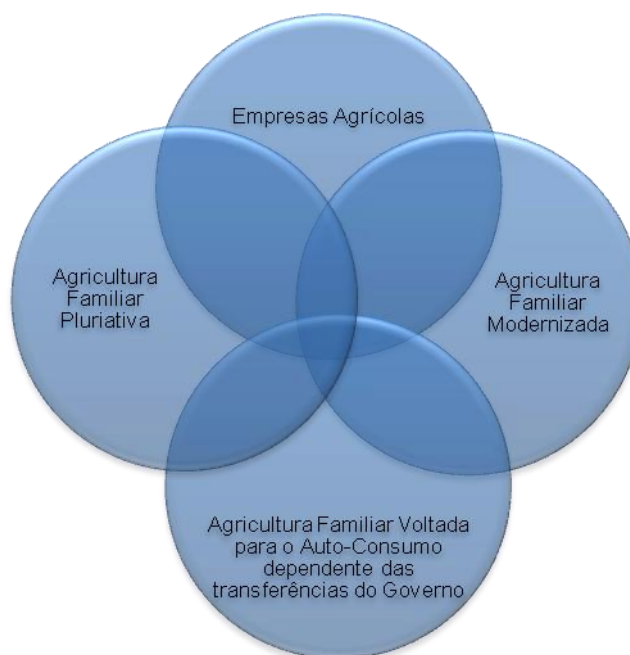 Empresas Agrícolas
Agricultura
Familiar
Pluriativa
Agricultura
Familiar
Modernizada
Agricultura Familiar Voltada
para o Auto-Consumo
dependente das
transferências do Governo